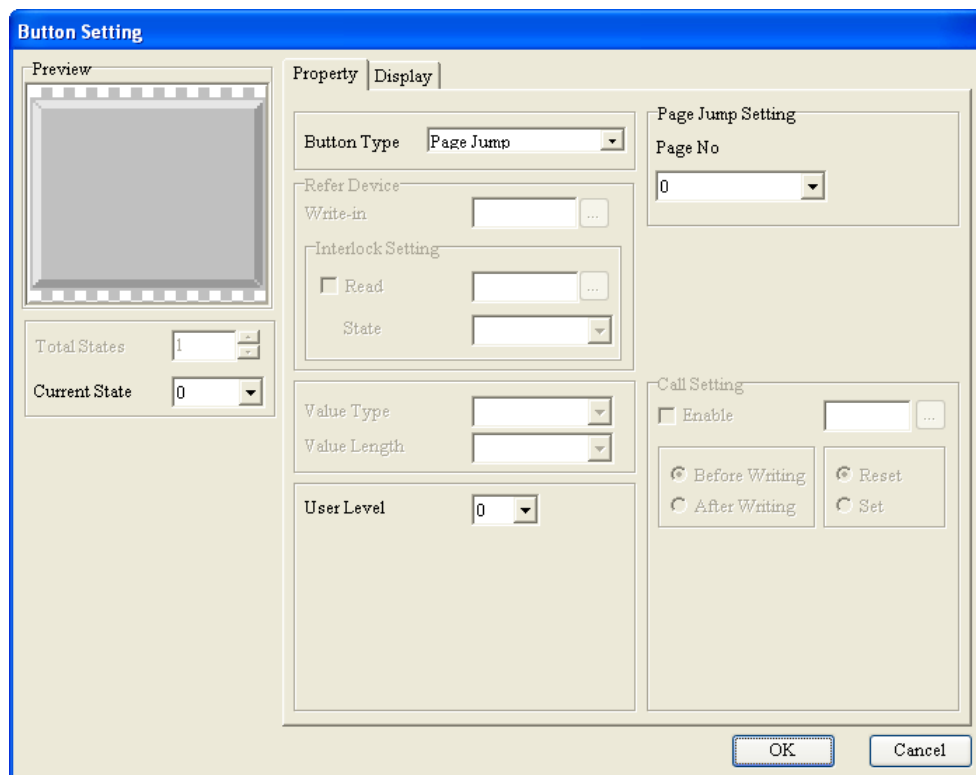 Button Setting
Preview
Total States 1
Current State 0
Property Display
Button Type Page Jump
Refer Device
Write-in ...
Interlock Setting
Read ...
State
Value Type
Value Length
User Level 0
Page Jump Setting
Page No
0
Call Setting
Enable ...
Before Writing
After Writing
Reset
Set
OK Cancel